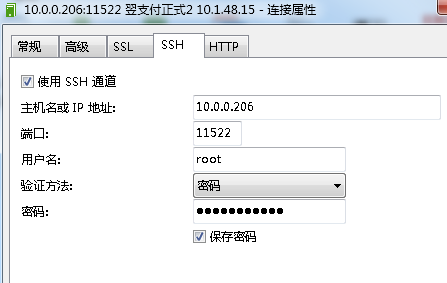 10.0.0.206:11522 翌支付正式2 10.1.48.15 - 连接属性
常规 高级 SSL SSH HTTP
使用 SSH 通道
主机名或 IP 地址: 10.0.0.206
端口: 11522
用户名: root
验证方法: 密码
密码: ●●●●●●●●●●●
保存密码